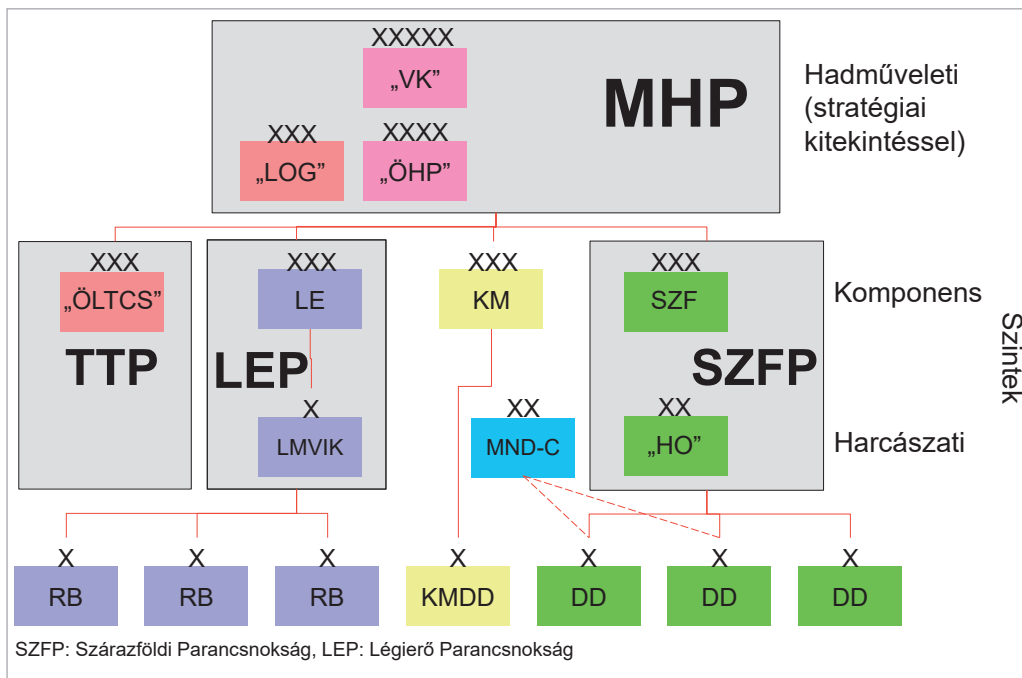 XXXXX
„VK”
MHP
XXX
„LOG”
XXXX
„ÖHP”
Hadműveleti
(stratégiai
kitekintéssel)
XXX
„ÖLTCS”
TTP
XXX
LE
LEP
X
LMVIK
XXX
KM
XX
MND-C
XXX
SZF
SZFP
XX
„HO”
Komponens
Harcászati
Szintek
X
RB
X
RB
X
RB
X
KMDD
X
DD
X
DD
X
DD
SZFP: Szárazföldi Parancsnokság, LEP: Légierő Parancsnokság